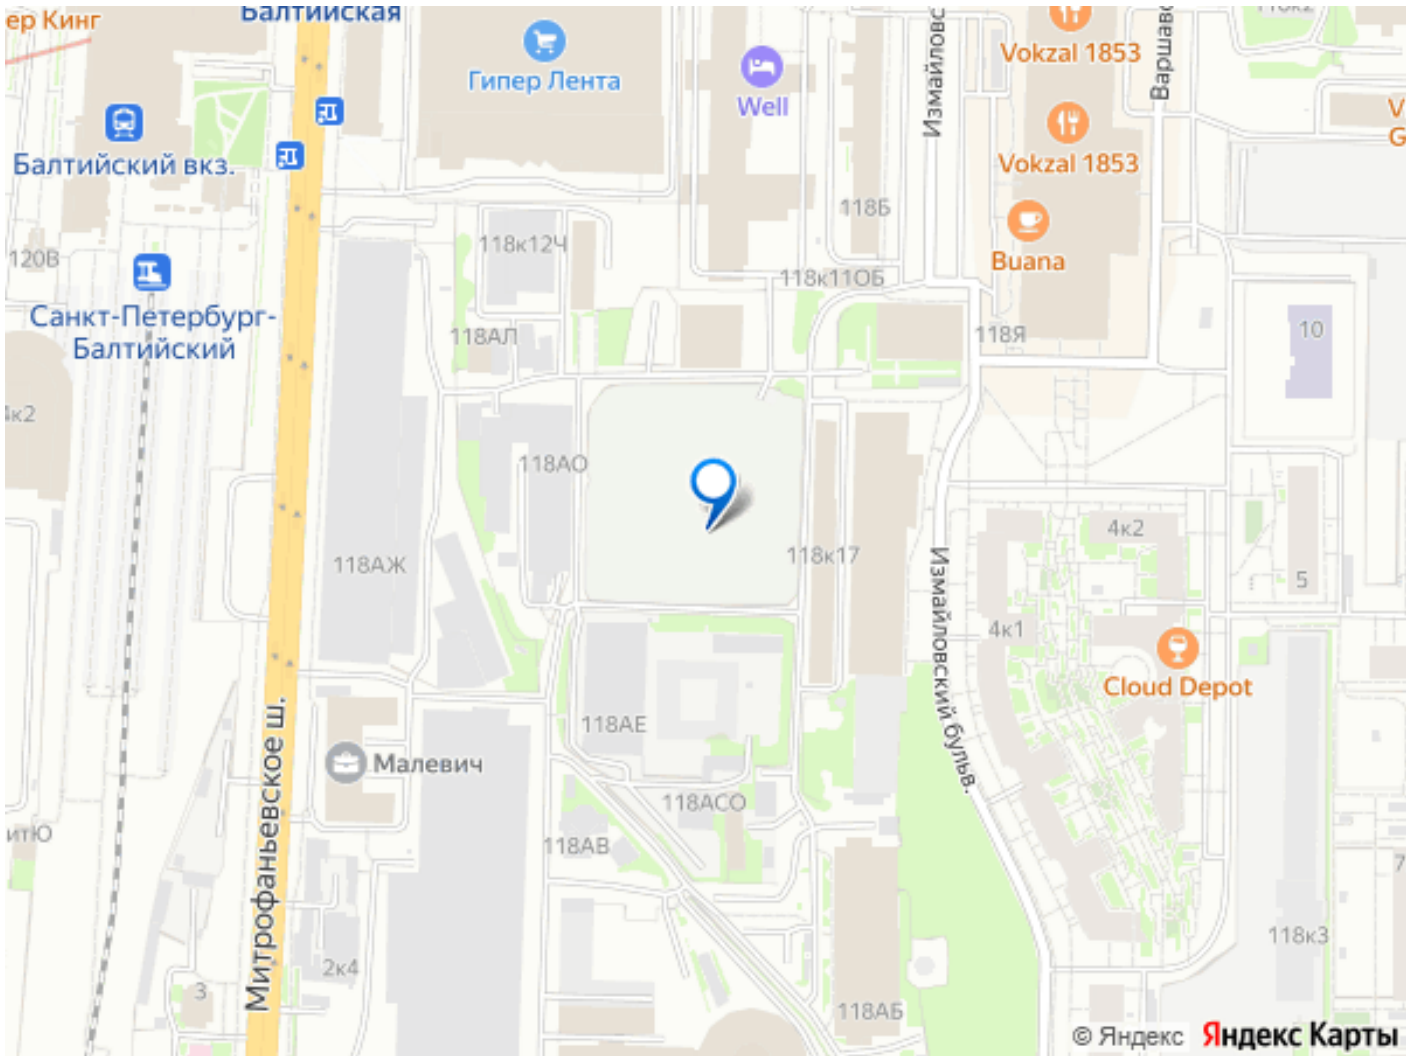 ер Кинг
Балтийская
Гипер Лента
Well
Измайловс
Vokzal 1853
Варшавс
118к2
Балтийский вкз.
Vokzal 1853
V
G
118Б
118к12Ч
120В
Buana
118к11ОБ
Санкт-Петербург-
Балтийский
118АЛ
118Я
10
4к2
118АО
118АЖ
118к17
4к2
5
4к1
Измайловский бульв.
Cloud Depot
Митрофаньевское ш.
118АЕ
Малевич
118АСО
итЮ
118АВ
7
118к3
2к4
3
118АБ
© Яндекс
Яндекс Карты